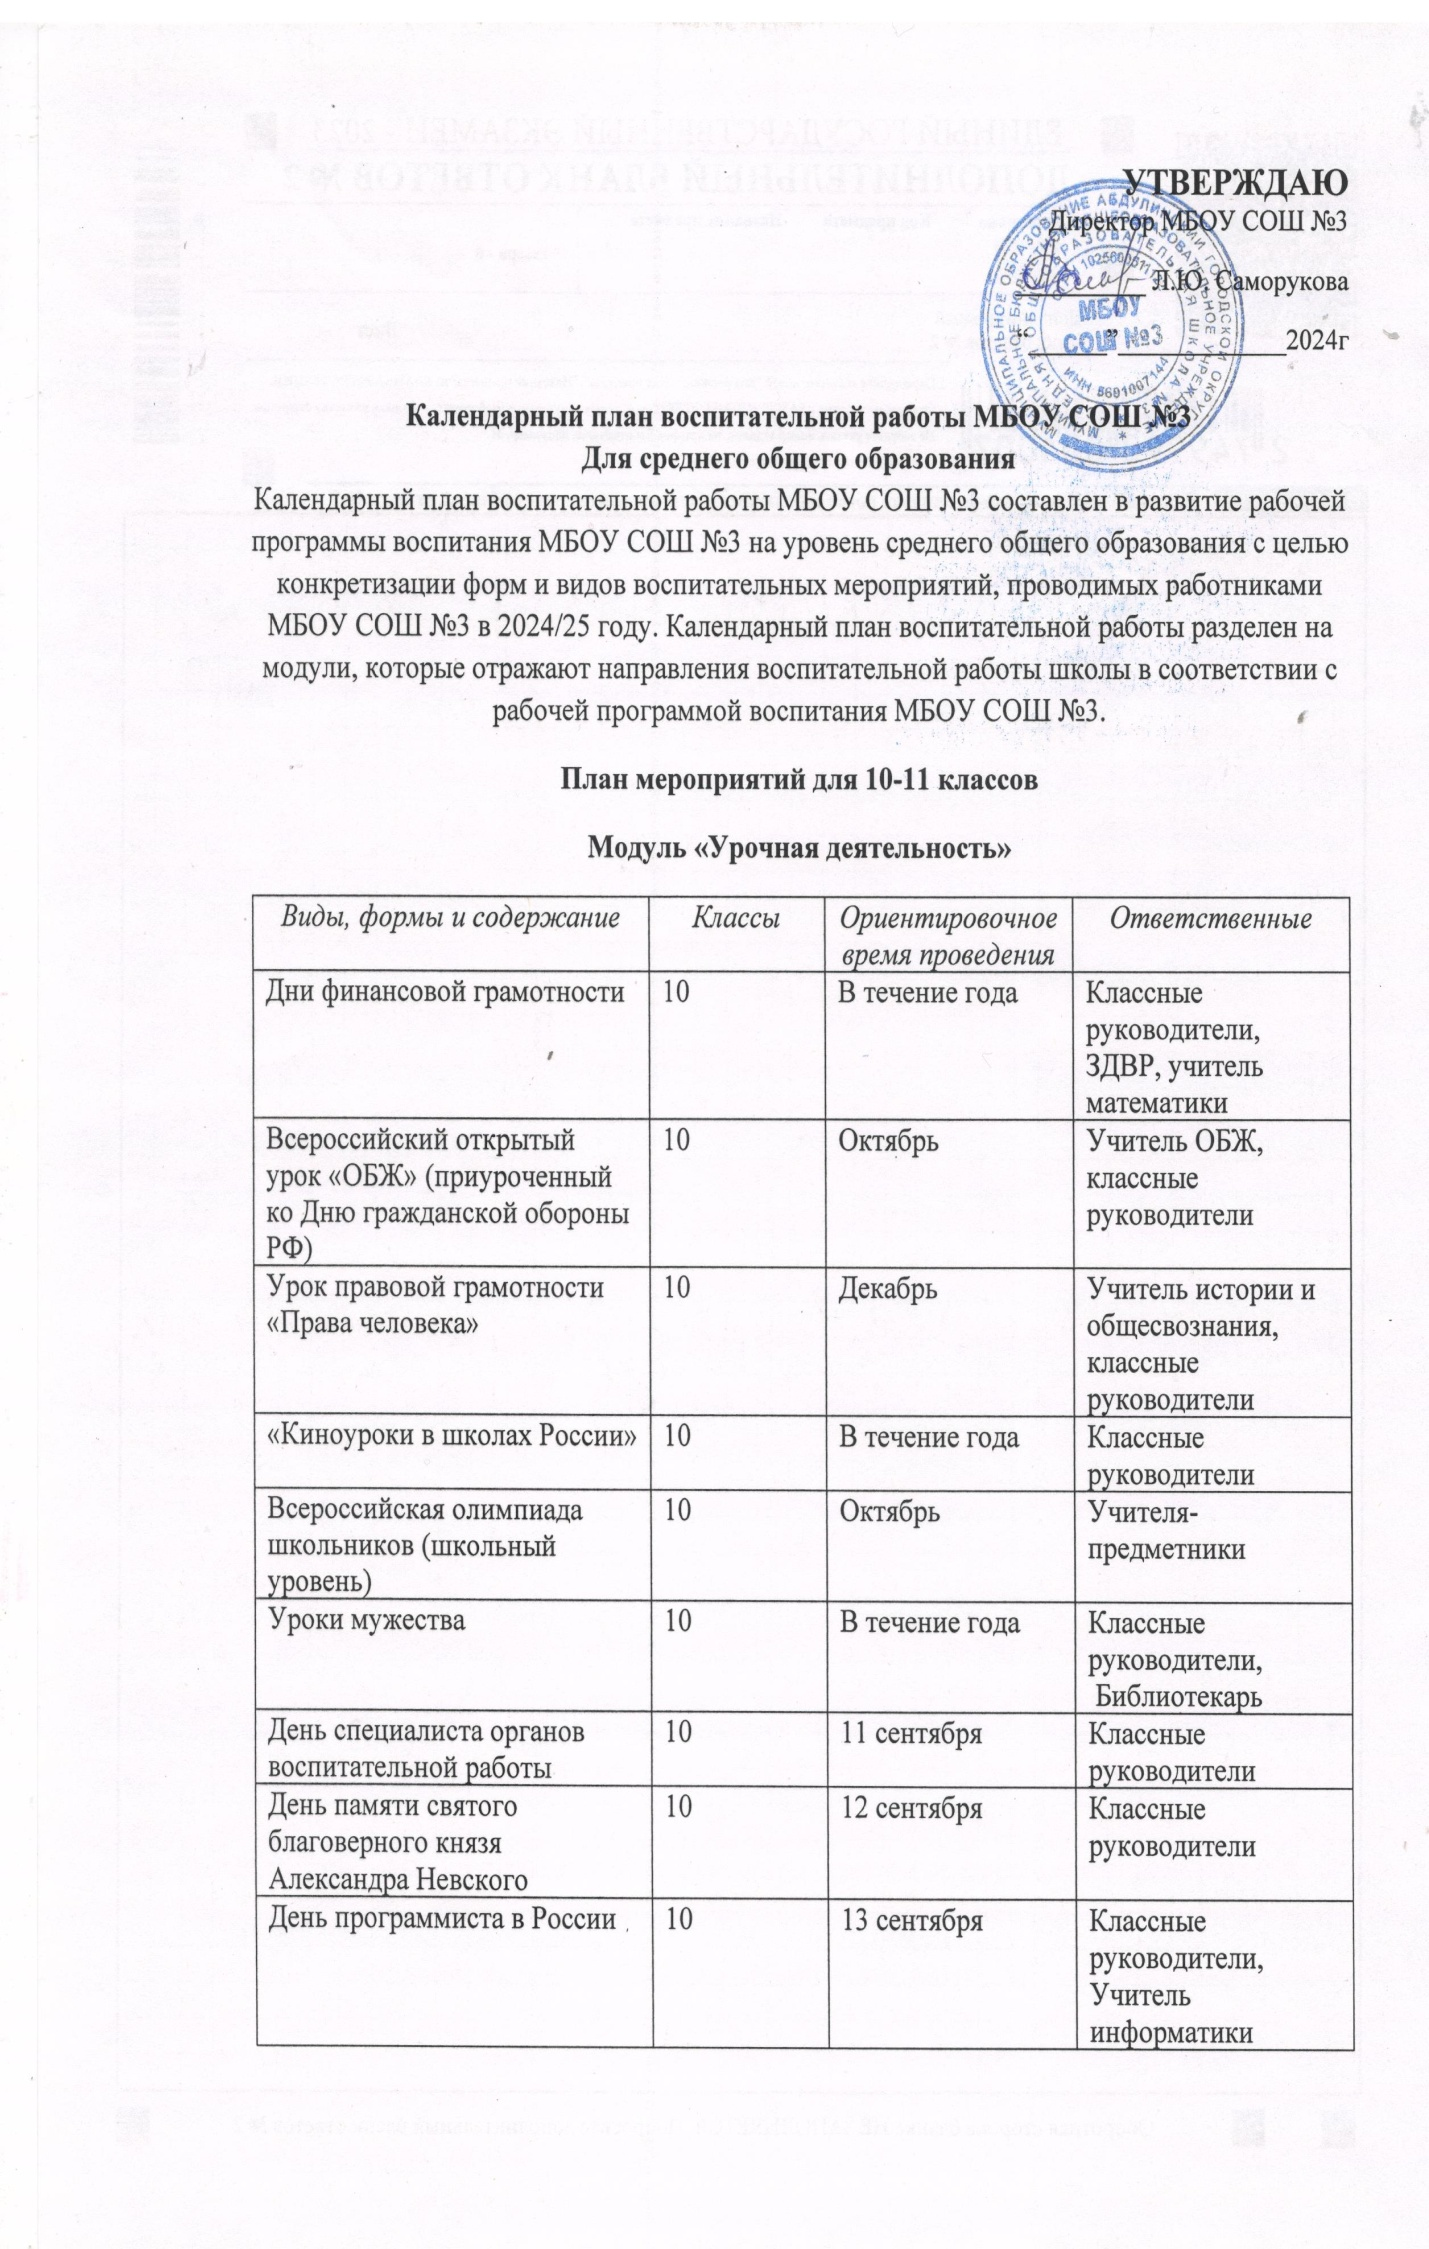 УТВЕРЖДАЮ
Директор МБОУ СОШ №3
Л.Ю. Саморукова
“______”____________2024г
МБОУ
СОШ №3
ИНН 5691007144
Календарный план воспитательной работы МБОУ СОШ №3
Для среднего общего образования
Календарный план воспитательной работы МБОУ СОШ №3 составлен в развитие рабочей
программы воспитания МБОУ СОШ №3 на уровень среднего общего образования с целью
конкретизации форм и видов воспитательных мероприятий, проводимых работниками
МБОУ СОШ №3 в 2024/25 году. Календарный план воспитательной работы разделен на
модули, которые отражают направления воспитательной работы школы в соответствии с
рабочей программой воспитания МБОУ СОШ №3.
План мероприятий для 10-11 классов
Модуль «Урочная деятельность»
Виды, формы и содержание
Классы
Ориентировочное
время проведения
Ответственные
Дни финансовой грамотности
10
В течение года
Классные
руководители,
ЗДВР, учитель
математики
Всероссийский открытый
урок «ОБЖ» (приуроченный
ко Дню гражданской обороны
РФ)
10
Октябрь
Учитель ОБЖ,
классные
руководители
Урок правовой грамотности
«Права человека»
10
Декабрь
Учитель истории и
общесвознания,
классные
руководители
«Киноуроки в школах России»
10
В течение года
Классные
руководители
Всероссийская олимпиада
школьников (школьный
уровень)
10
Октябрь
Учителя-
предметники
Уроки мужества
10
В течение года
Классные
руководители,
Библиотекарь
День специалиста органов
воспитательной работы
10
11 сентября
Классные
руководители
День памяти святого
благоверного князя
Александра Невского
10
12 сентября
Классные
руководители
День программиста в России
10
13 сентября
Классные
руководители,
Учитель
информатики